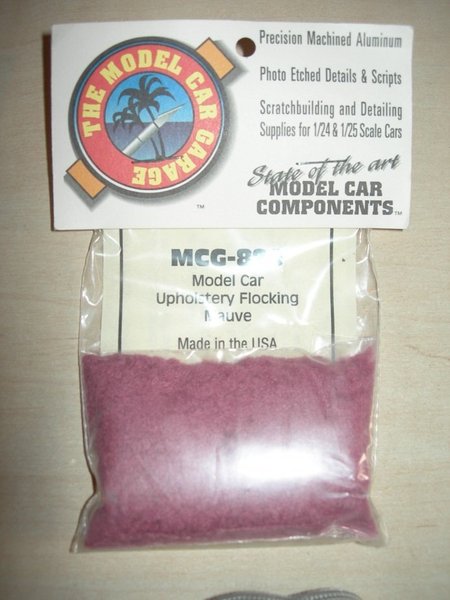 THE MODEL CAR GARAGE
TM
Precision Machined Aluminum
Photo Etched Details & Scripts
Scratchbuilding and Detailing
Supplies for 1/24 & 1/25 Scale Cars
State of the art
MODEL CAR
COMPONENTS TM
Model Car
Upholstery Flocking
Mauve
Made in the USA